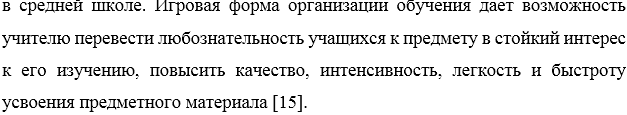 в средней школе. Игровая форма организации обучения дает возможность
учителю перевести любознательность учащихся к предмету в стойкий интерес
к его изучению, повысить качество, интенсивность, легкость и быстроту
усвоения предметного материала [15].